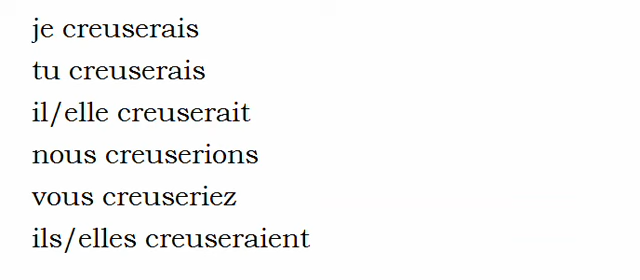 je creuserais
tu creuserais
il/elle creuserait
nous creuserions
vous creuseriez
ils/elles creuseraient